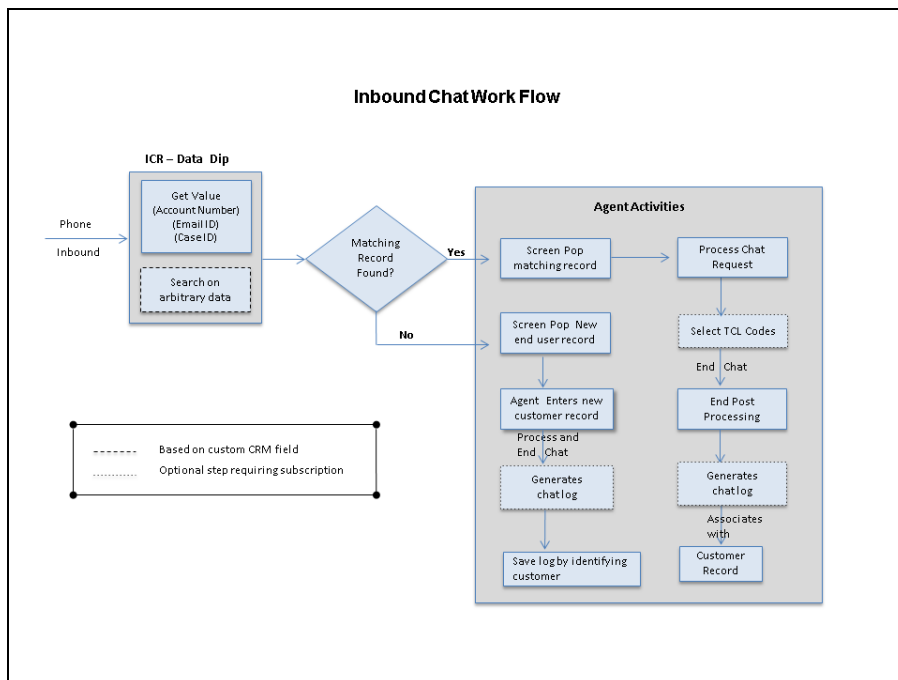 Inbound Chat Work Flow
ICR – Data Dip
Get Value
(Account Number)
(Email ID)
(Case ID)
Search on
arbitrary data
Phone
Inbound
Matching
Record
Found?
Yes
No
Agent Activities
Screen Pop
matching record
Process Chat
Request
Screen Pop New
end user record
Select TCL Codes
End Chat
Agent Enters new
customer record
End Post
Processing
Process and
End Chat
Generates
chat log
Generates
chat log
Associates
with
Save log by identifying
customer
Customer
Record
Based on custom CRM field
Optional step requiring subscription